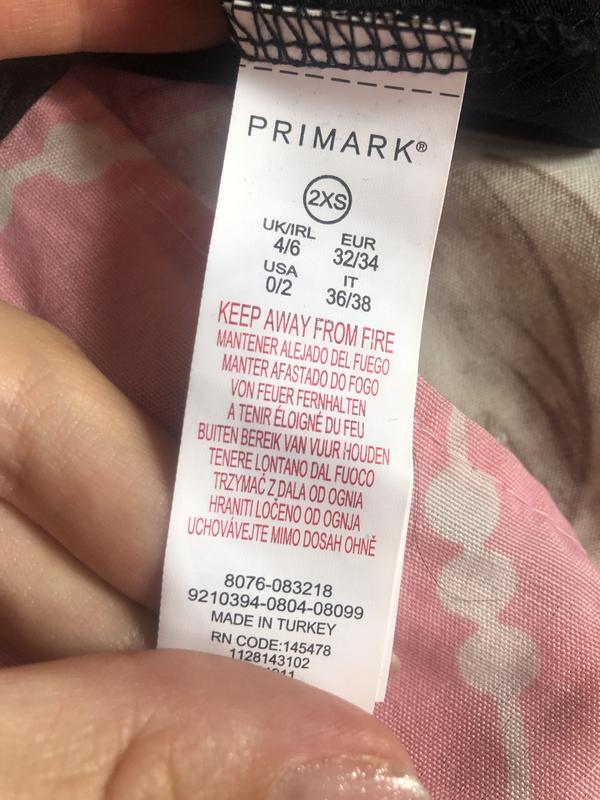 PRIMARK®
2XS
UK/IRL EUR
4/6 32/34
USA IT
0/2 36/38
KEEP AWAY FROM FIRE
MANTENER ALEJADO DEL FUEGO
MANTER AFASTADO DO FOGO
VON FEUER FERNHALTEN
A TENIR ÉLOIGNÉ DU FEU
BUITEN BEREIK VAN VUUR HOUDEN
TENERE LONTANO DAL FUOCO
TRZYMAĆ Z DALA OD OGNIA
HRANITI LOČENO OD OGNJA
UCHOVÁVEJTE MIMO DOSAH OHNĚ
8076-083218
9210394-0804-08099
MADE IN TURKEY
RN CODE:145478
1128143102